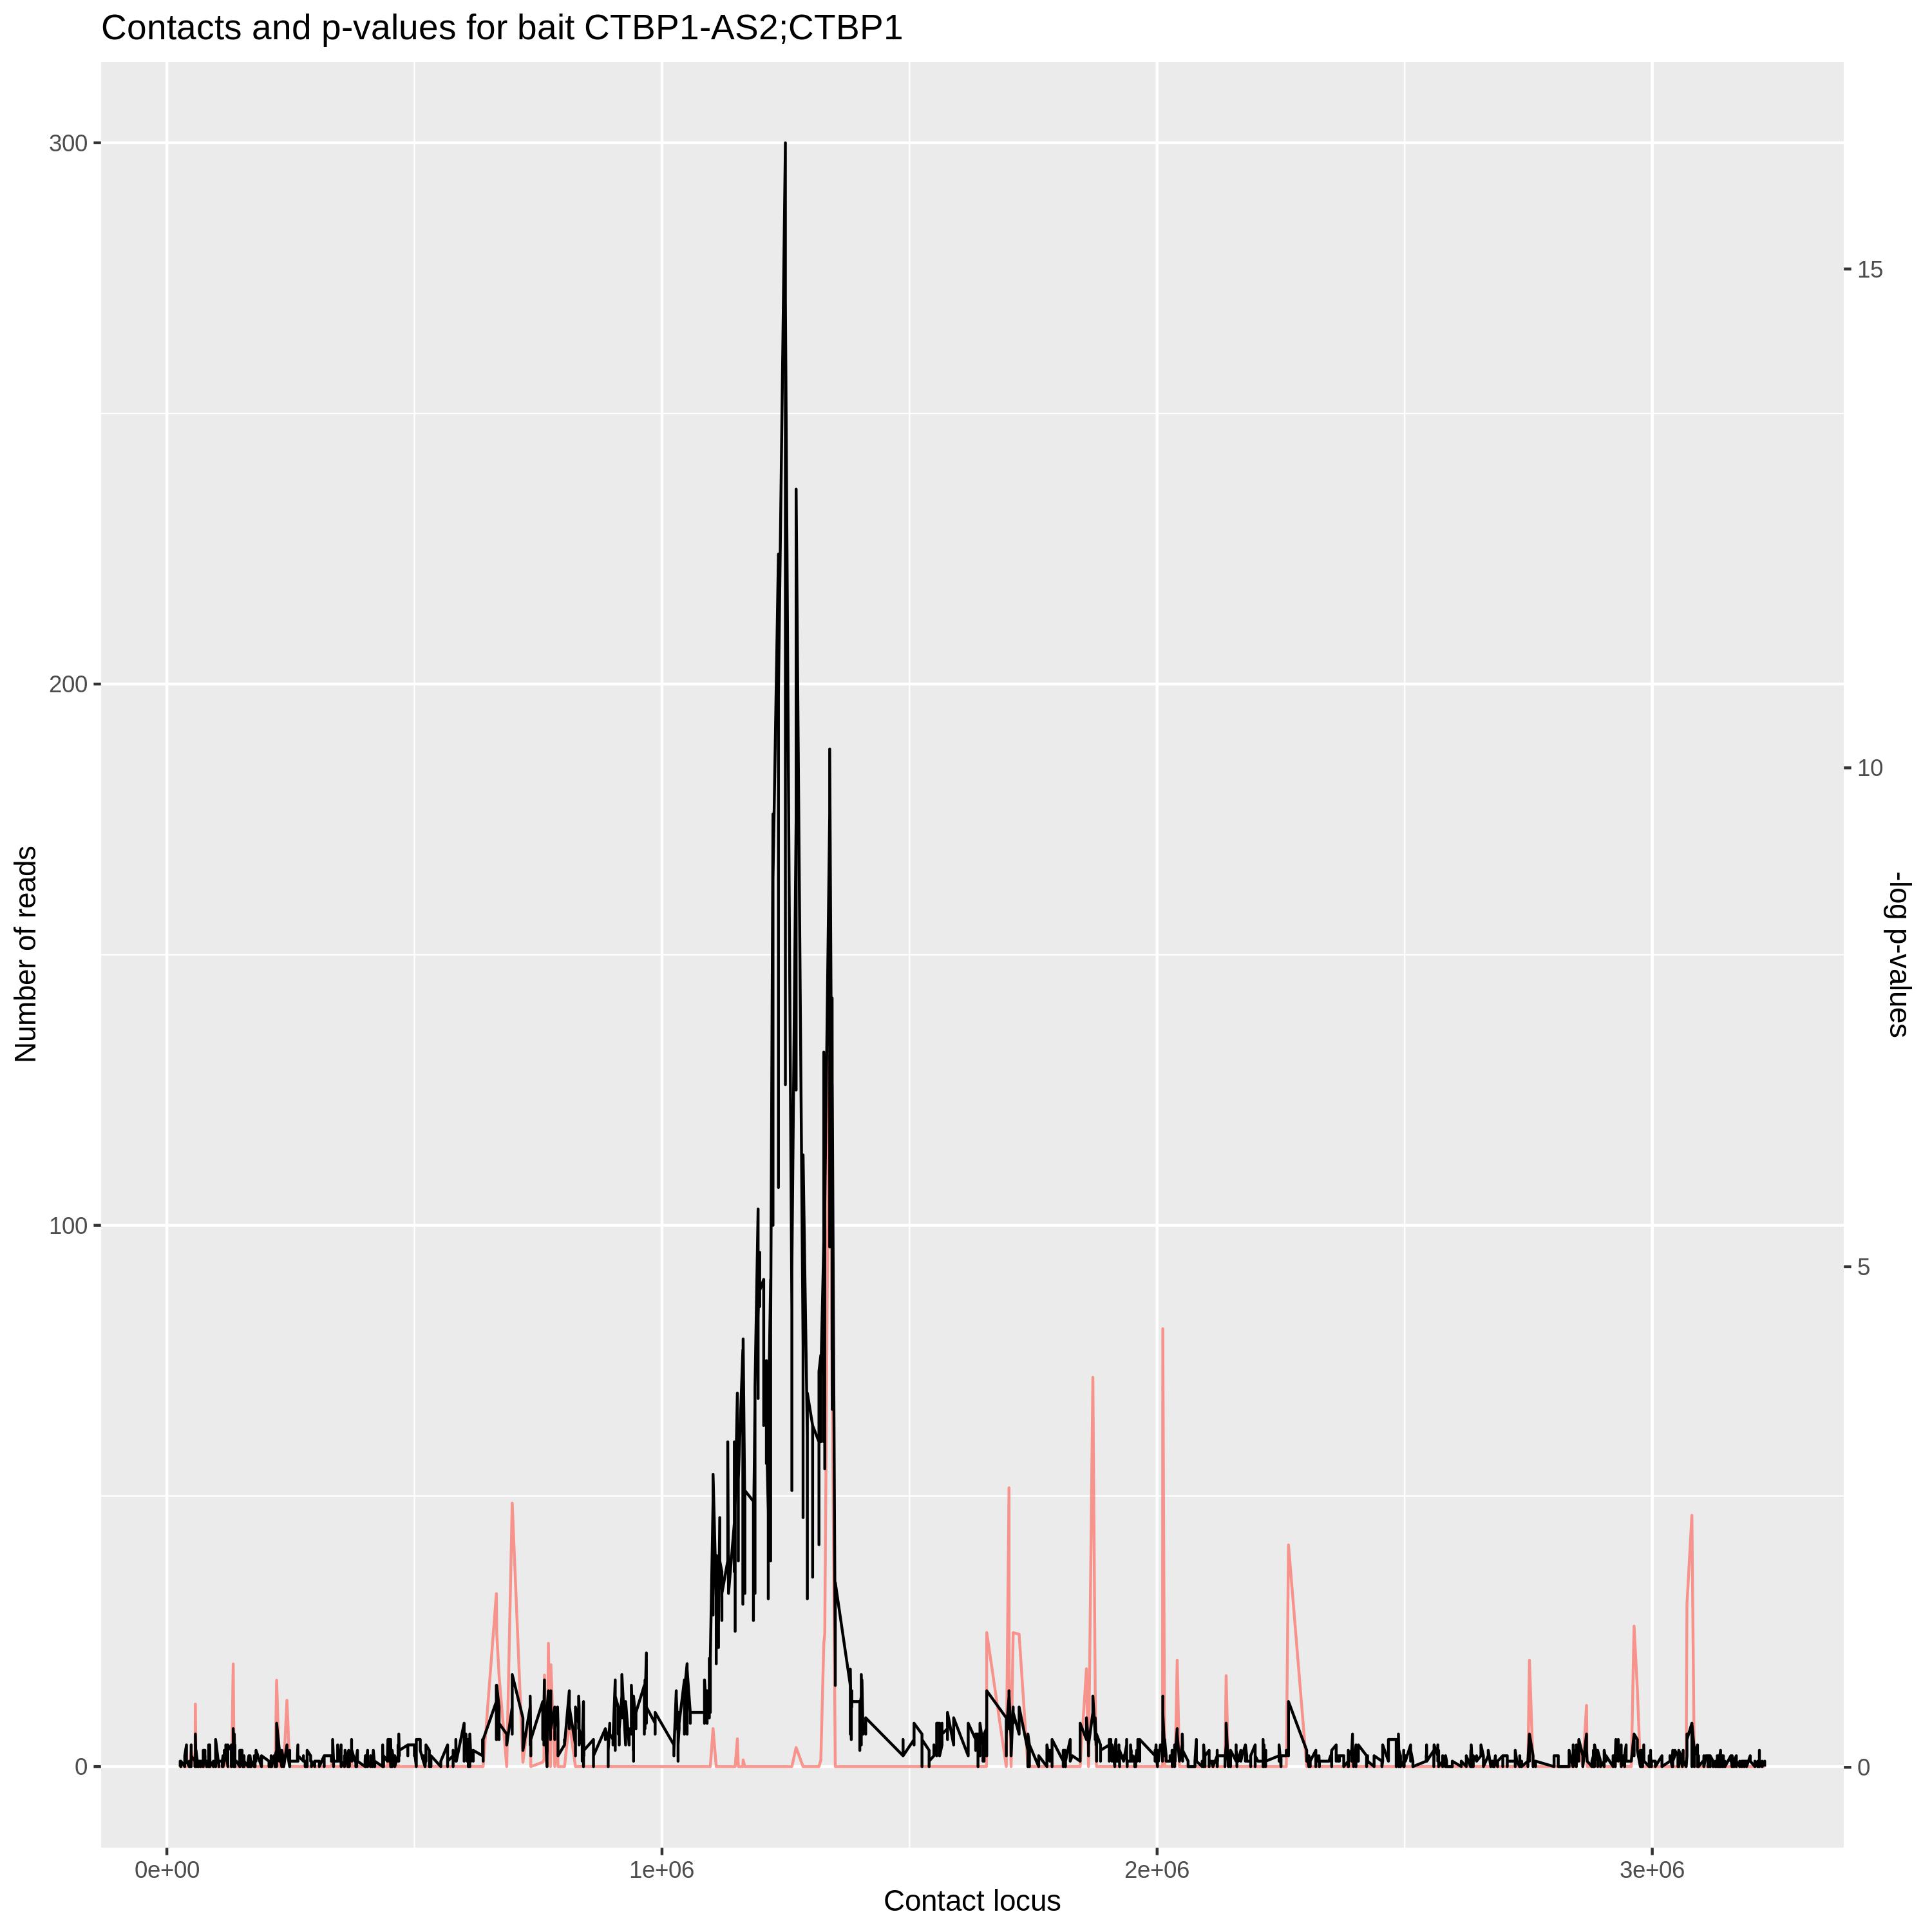 Contacts and p-values for bait CTBP1-AS2;CTBP1
300
200
100
0
Number of reads
15
10
5
0
-log p-values
0e+00
1e+06
2e+06
3e+06
Contact locus